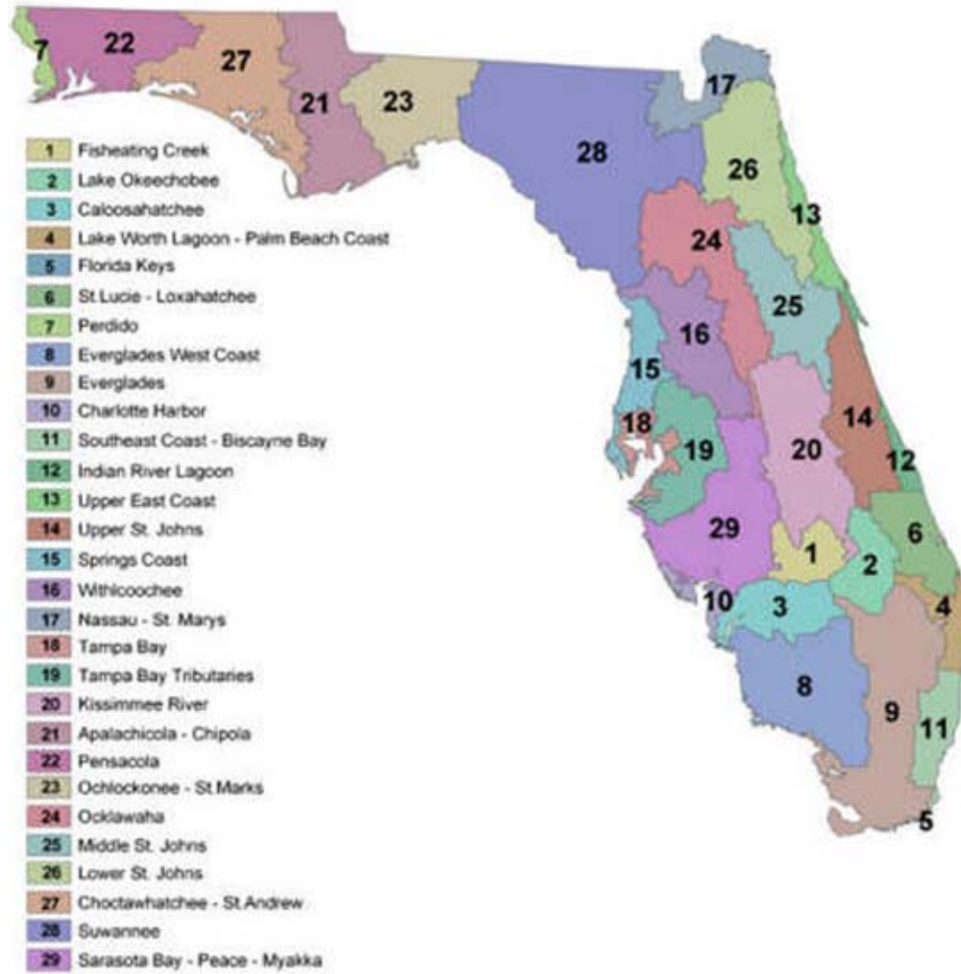 7
22
27
21
23
28
17
26
13
24
25
16
15
14
18
19
20
12
29
6
1
2
10
3
4
8
9
11
5
1 Fisheating Creek
2 Lake Okeechobee
3 Caloosahatchee
4 Lake Worth Lagoon - Palm Beach Coast
5 Florida Keys
6 St.Lucie - Loxahatchee
7 Perdido
8 Everglades West Coast
9 Everglades
10 Charlotte Harbor
11 Southeast Coast - Biscayne Bay
12 Indian River Lagoon
13 Upper East Coast
14 Upper St. Johns
15 Springs Coast
16 Withlcoochee
17 Nassau - St. Marys
18 Tampa Bay
19 Tampa Bay Tributaries
20 Kissimmee River
21 Apalachicola - Chipola
22 Pensacola
23 Ochlockonee - St.Marks
24 Ocklawaha
25 Middle St. Johns
26 Lower St. Johns
27 Choctawhatchee - St.Andrew
28 Suwannee
29 Sarasota Bay - Peace - Myakka